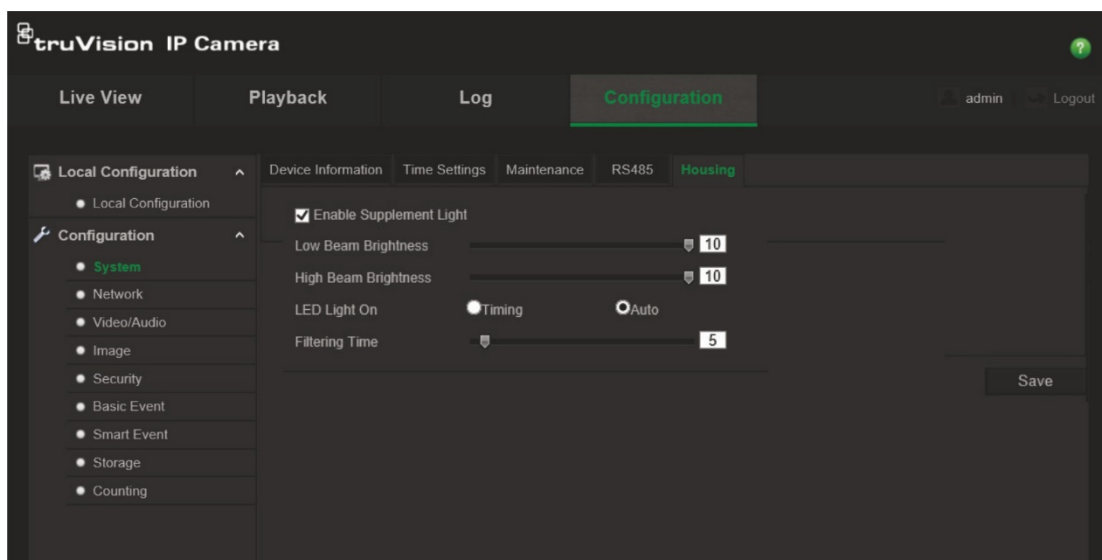 truVision IP Camera
?
Live View Playback Log Configuration admin Logout
Local Configuration
Local Configuration
Configuration
System
Network
Video/Audio
Image
Security
Basic Event
Smart Event
Storage
Counting
Device Information Time Settings Maintenance RS485 Housing
Enable Supplement Light
Low Beam Brightness 10
High Beam Brightness 10
LED Light On Timing Auto
Filtering Time 5
Save